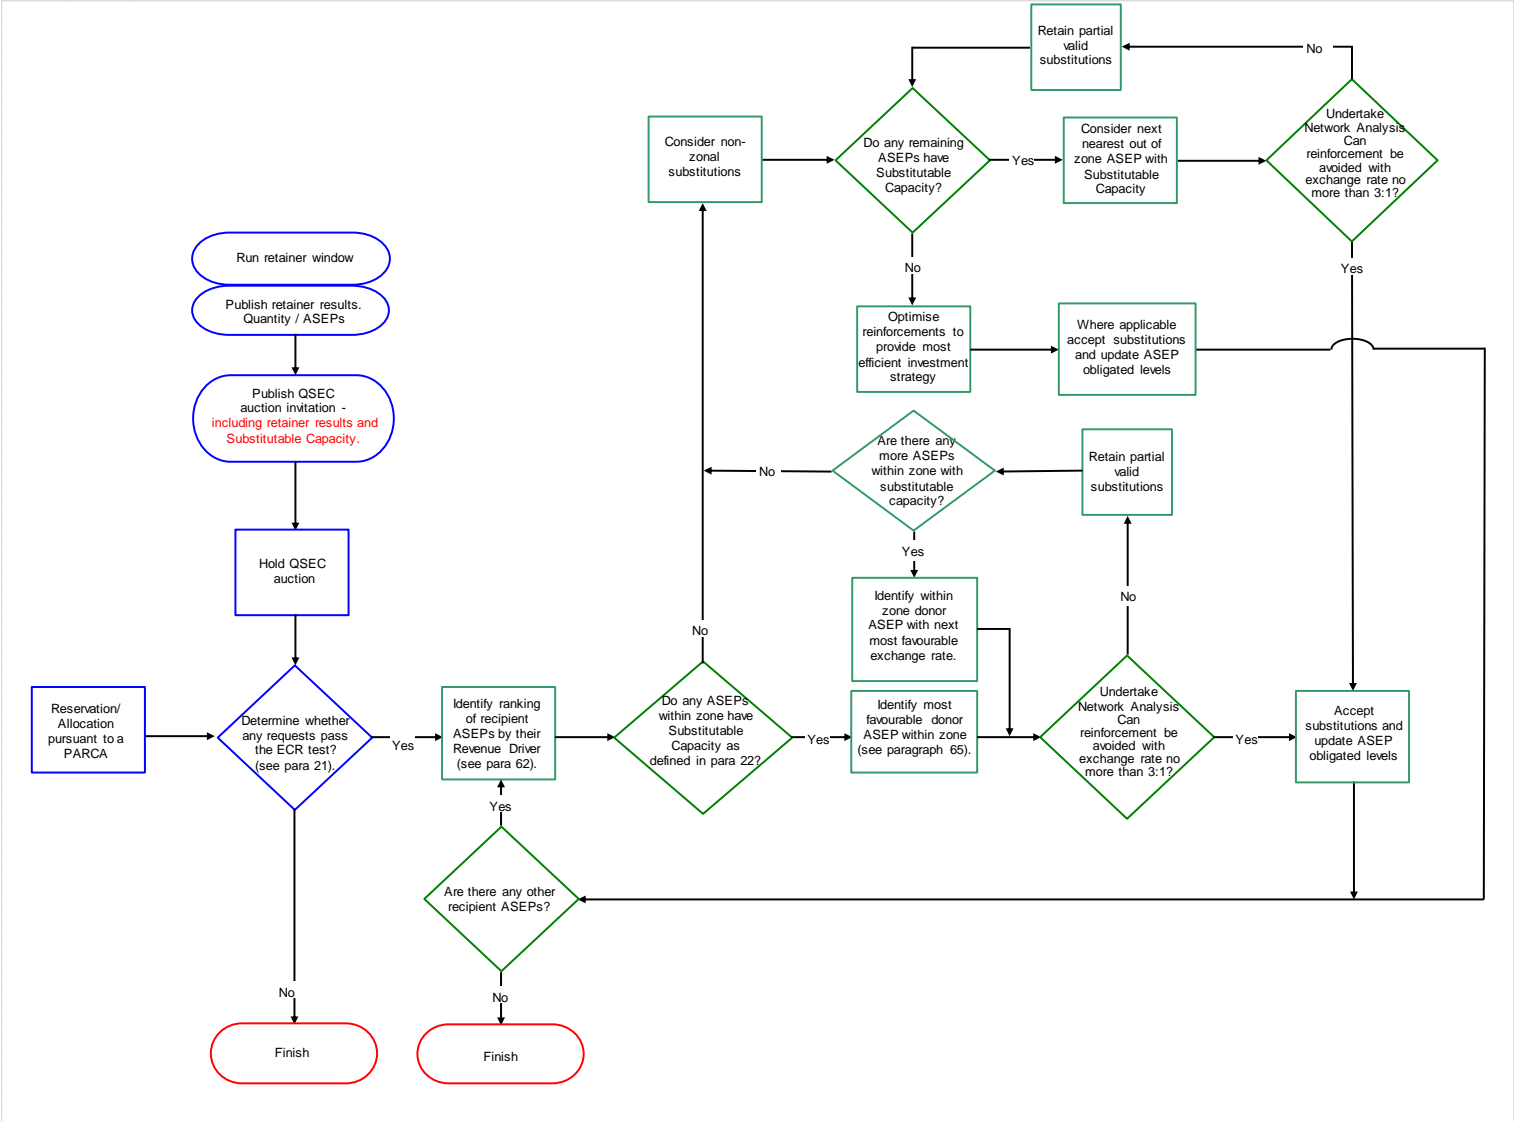 Retain partial
valid
substitutions
No
Consider non-
zonal
substitutions
Do any remaining
ASEPs have
Substitutable
Capacity?
Yes
Consider next
nearest out of
zone ASEP with
Substitutable
Capacity
Undertake
Network Analysis
Can
reinforcement be
avoided with
exchange rate no
more than 3:1?
No
Yes
Run retainer window
Publish retainer results.
Quantity / ASEPs
Optimise
reinforcements to
provide most
efficient investment
strategy
Where applicable
accept substitutions
and update ASEP
obligated levels
Publish QSEC
auction invitation -
including retainer results and
Substitutable Capacity.
No
Are there any
more ASEPs
within zone with
substitutable
capacity?
Retain partial
valid
substitutions
Yes
Hold QSEC
auction
Identify within
zone donor
ASEP with next
most favourable
exchange rate.
No
No
Reservation/
Allocation
pursuant to a
PARCA
Determine whether
any requests pass
the ECR test?
(see para 21).
Yes
Identify ranking
of recipient
ASEPs by their
Revenue Driver
(see para 62).
Do any ASEPs
within zone have
Substitutable
Capacity as
defined in para 22?
Yes
Identify most
favourable donor
ASEP within zone
(see paragraph 65).
Undertake
Network Analysis
Can
reinforcement be
avoided with
exchange rate no
more than 3:1?
Yes
Accept
substitutions and
update ASEP
obligated levels
Yes
Are there any other
recipient ASEPs?
No
No
Finish
Finish